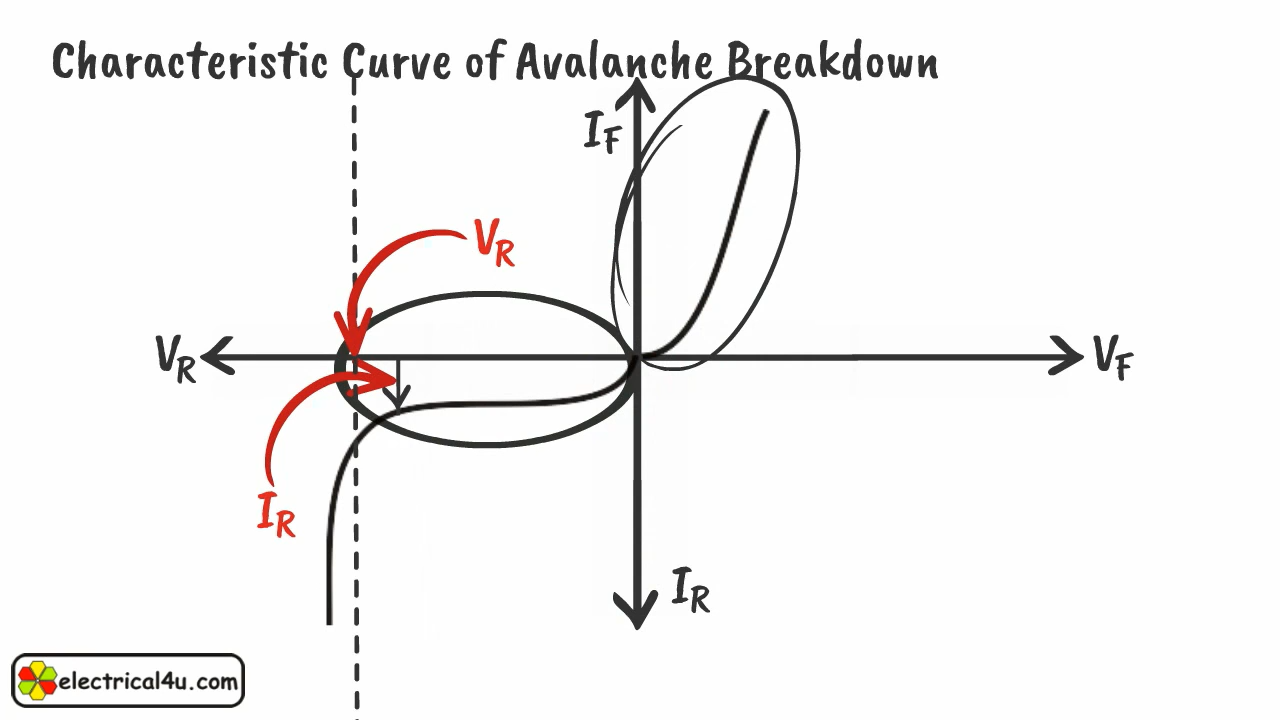 Characteristic Curve of Avalanche Breakdown
IF
VR
VR
VF
IR
IR
electrical4u.com